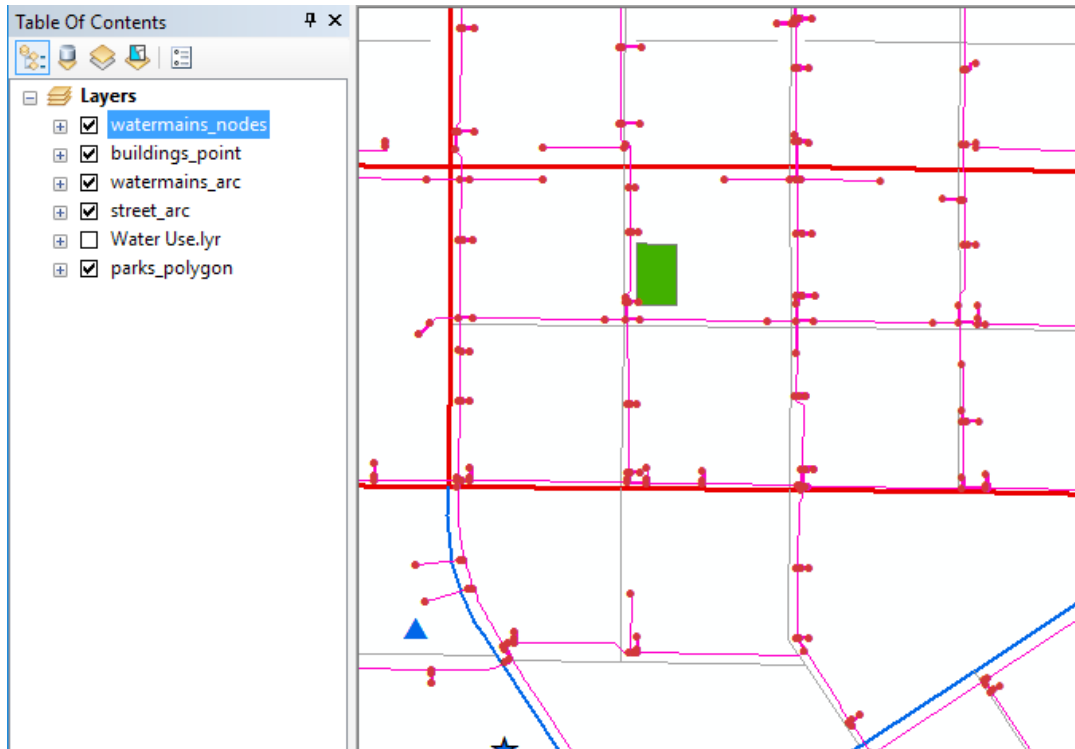 Table Of Contents
Layers
watermains_nodes
buildings_point
watermains_arc
street_arc
Water Use.lyr
parks_polygon